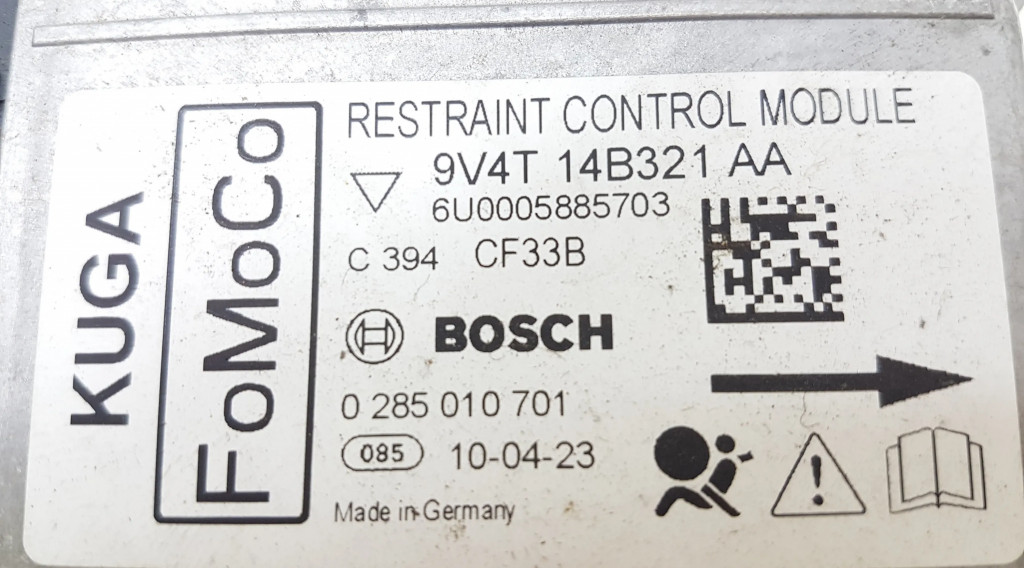 KUGA
FoMoCo
RESTRAINT CONTROL MODULE
9V4T 14B321 AA
6U0005885703
C 394 CF33B
BOSCH
0 285 010 701
085 10-04-23
Made in Germany